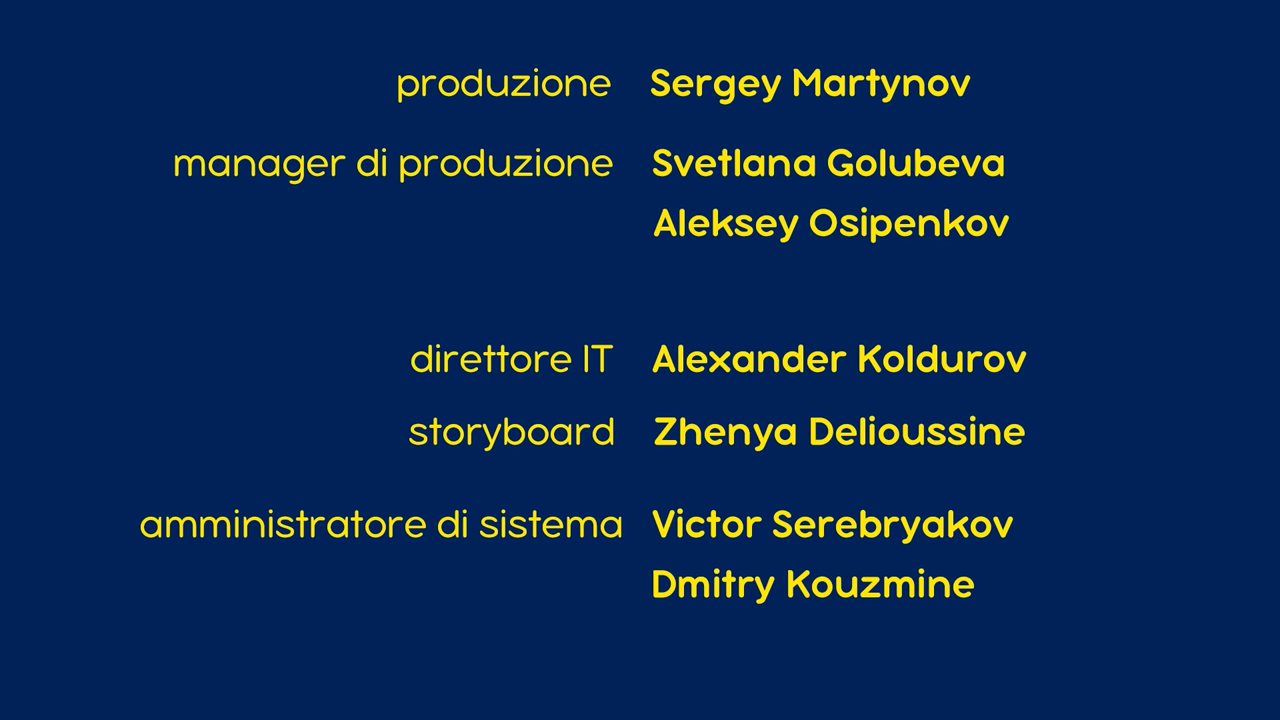 produzione Sergey Martynov
manager di produzione Svetlana Golubeva
Aleksey Osipenkov
direttore IT Alexander Koldurov
storyboard Zhenya Delioussine
amministratore di sistema Victor Serebryakov
Dmitry Kouzmine